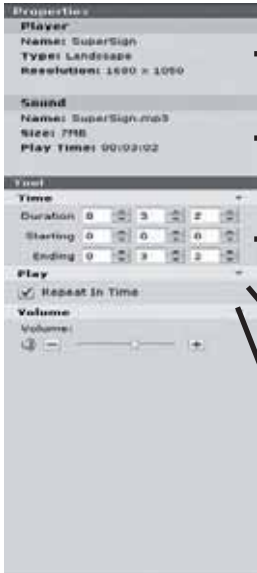 Properties
Player
Name: SuperSign
Type: Landscape
Resolution: 1680 x 1050
Sound
Name: SuperSign.mp3
Size: 7MB
Play Time: 00:03:02
Tool
Time
Duration 0 3 2
Starting 0 0 0
Ending 0 3 2
Play
Repeat In Time
Volume
Volume: